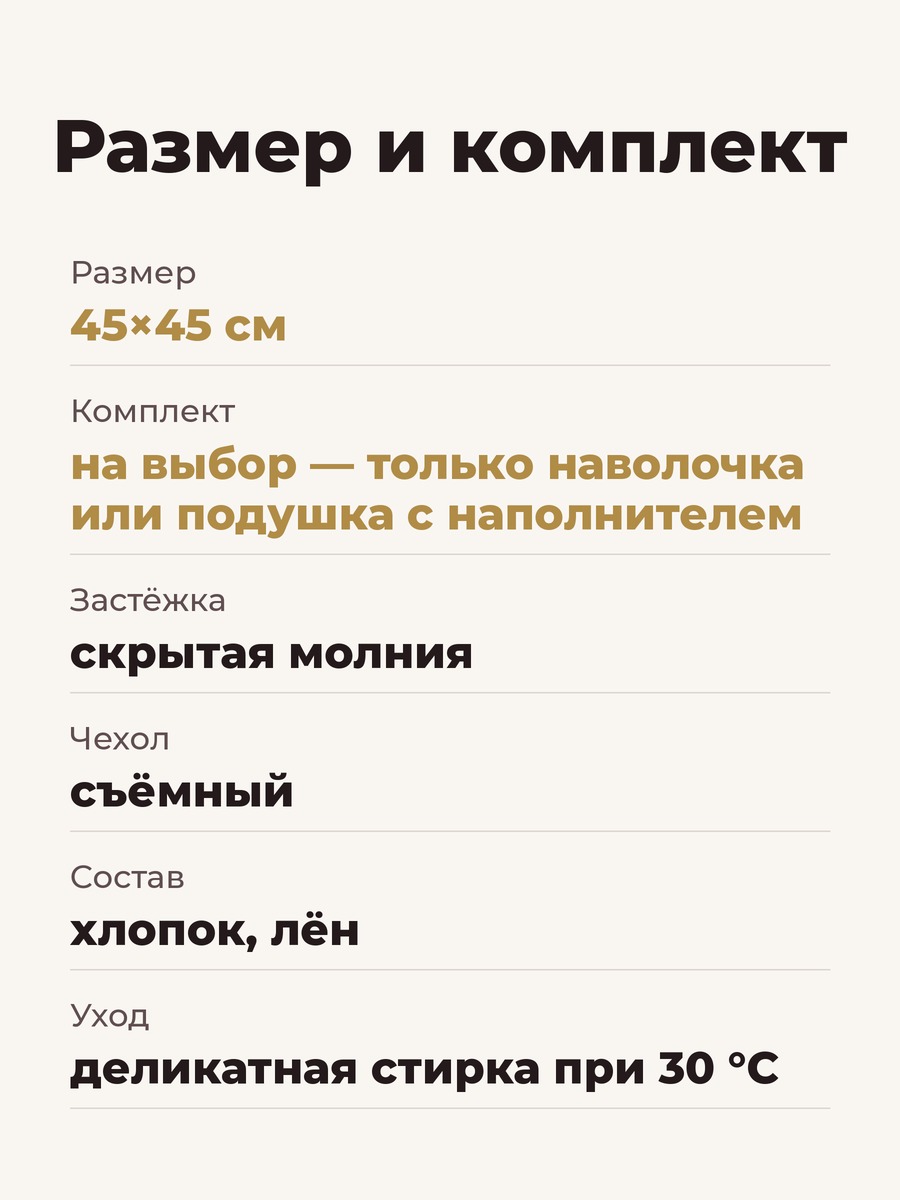 Размер и комплект
Размер
45×45 см
Комплект
на выбор — только наволочка
или подушка с наполнителем
Застёжка
скрытая молния
Чехол
съёмный
Состав
хлопок, лён
Уход
деликатная стирка при 30 °C